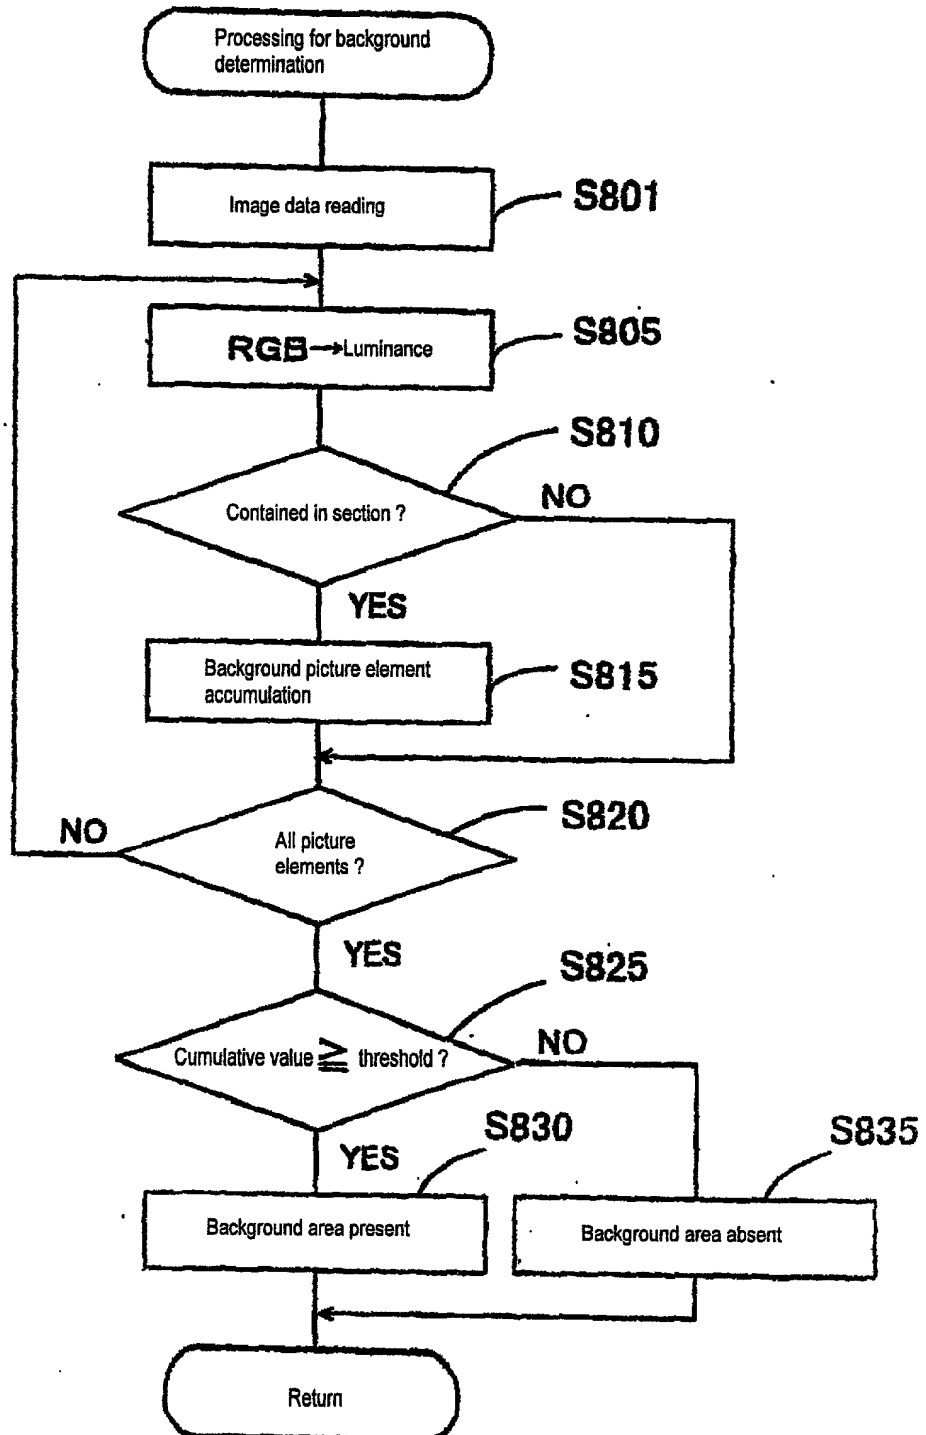 Processing for background
determination
Image data reading
S801
RGB→Luminance
S805
S810
Contained in section ?
NO
YES
Background picture element
accumulation
S815
S820
NO
All picture
elements ?
YES
S825
Cumulative value ≧ threshold ?
NO
S830
YES
S835
Background area present
Background area absent
Return